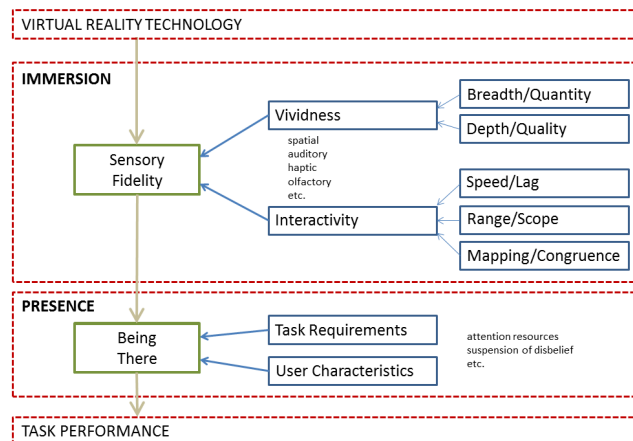 VIRTUAL REALITY TECHNOLOGY
IMMERSION
Sensory
Fidelity
Vividness
spatial
auditory
haptic
olfactory
etc.
Interactivity
Breadth/Quantity
Depth/Quality
Speed/Lag
Range/Scope
Mapping/Congruence
PRESENCE
Being
There
Task Requirements
User Characteristics
attention resources
suspension of disbelief
etc.
TASK PERFORMANCE